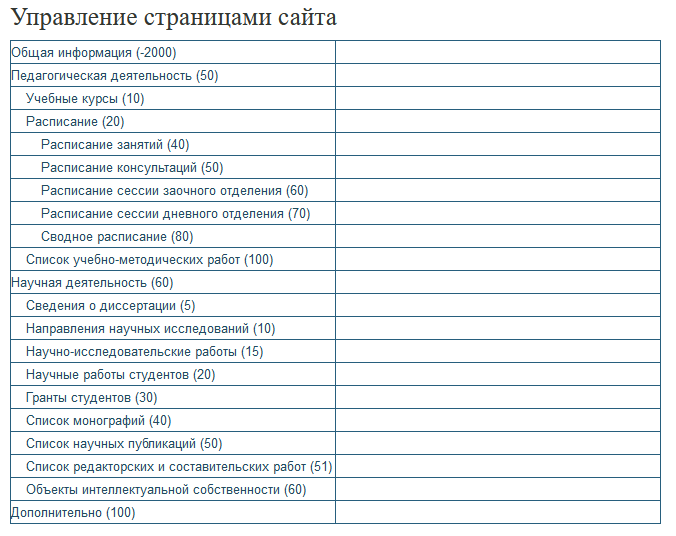 Управление страницами сайта
Общая информация (-2000)
Педагогическая деятельность (50)
Учебные курсы (10)
Расписание (20)
Расписание занятий (40)
Расписание консультаций (50)
Расписание сессии заочного отделения (60)
Расписание сессии дневного отделения (70)
Сводное расписание (80)
Список учебно-методических работ (100)
Научная деятельность (60)
Сведения о диссертации (5)
Направления научных исследований (10)
Научно-исследовательские работы (15)
Научные работы студентов (20)
Гранты студентов (30)
Список монографий (40)
Список научных публикаций (50)
Список редакторских и составительских работ (51)
Объекты интеллектуальной собственности (60)
Дополнительно (100)